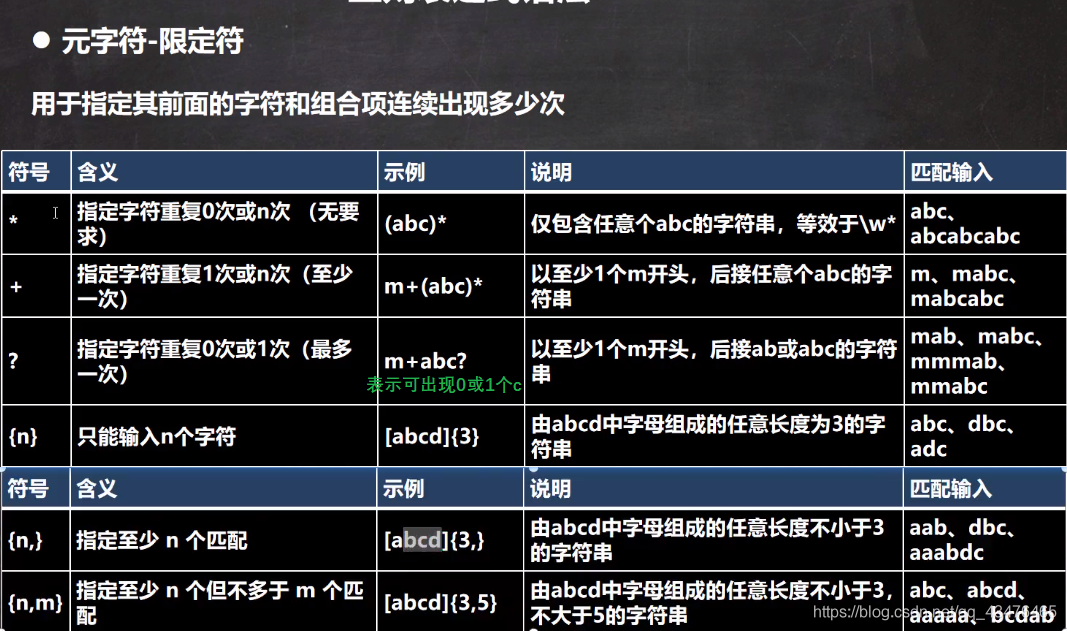 ● 元字符-限定符
用于指定其前面的字符和组合项连续出现多少次
符号 含义 示例 说明 匹配输入
* 指定字符重复0次或n次 （无要求） (abc)* 仅包含任意个abc的字符串，等效于\w* abc、abcabcabc
+ 指定字符重复1次或n次（至少一次） m+(abc)* 以至少1个m开头，后接任意个abc的字符串 m、mabc、mabcabc
? 指定字符重复0次或1次（最多一次） m+abc? 以至少1个m开头，后接ab或abc的字符串 mab、mabc、mmmab、mmabc
表示可出现0或1个c
{n} 只能输入n个字符 [abcd]{3} 由abcd中字母组成的任意长度为3的字符串 abc、dbc、adc
符号 含义 示例 说明 匹配输入
{n,} 指定至少 n 个匹配 [abcd]{3,} 由abcd中字母组成的任意长度不小于3的字符串 aab、dbc、aaabdc
{n,m} 指定至少 n 个但不多于 m 个匹配 [abcd]{3,5} 由abcd中字母组成的任意长度不小于3，不大于5的字符串 abc、abcd、aaaaa、bcdab
https://blog.csdn.net/qq_43476465